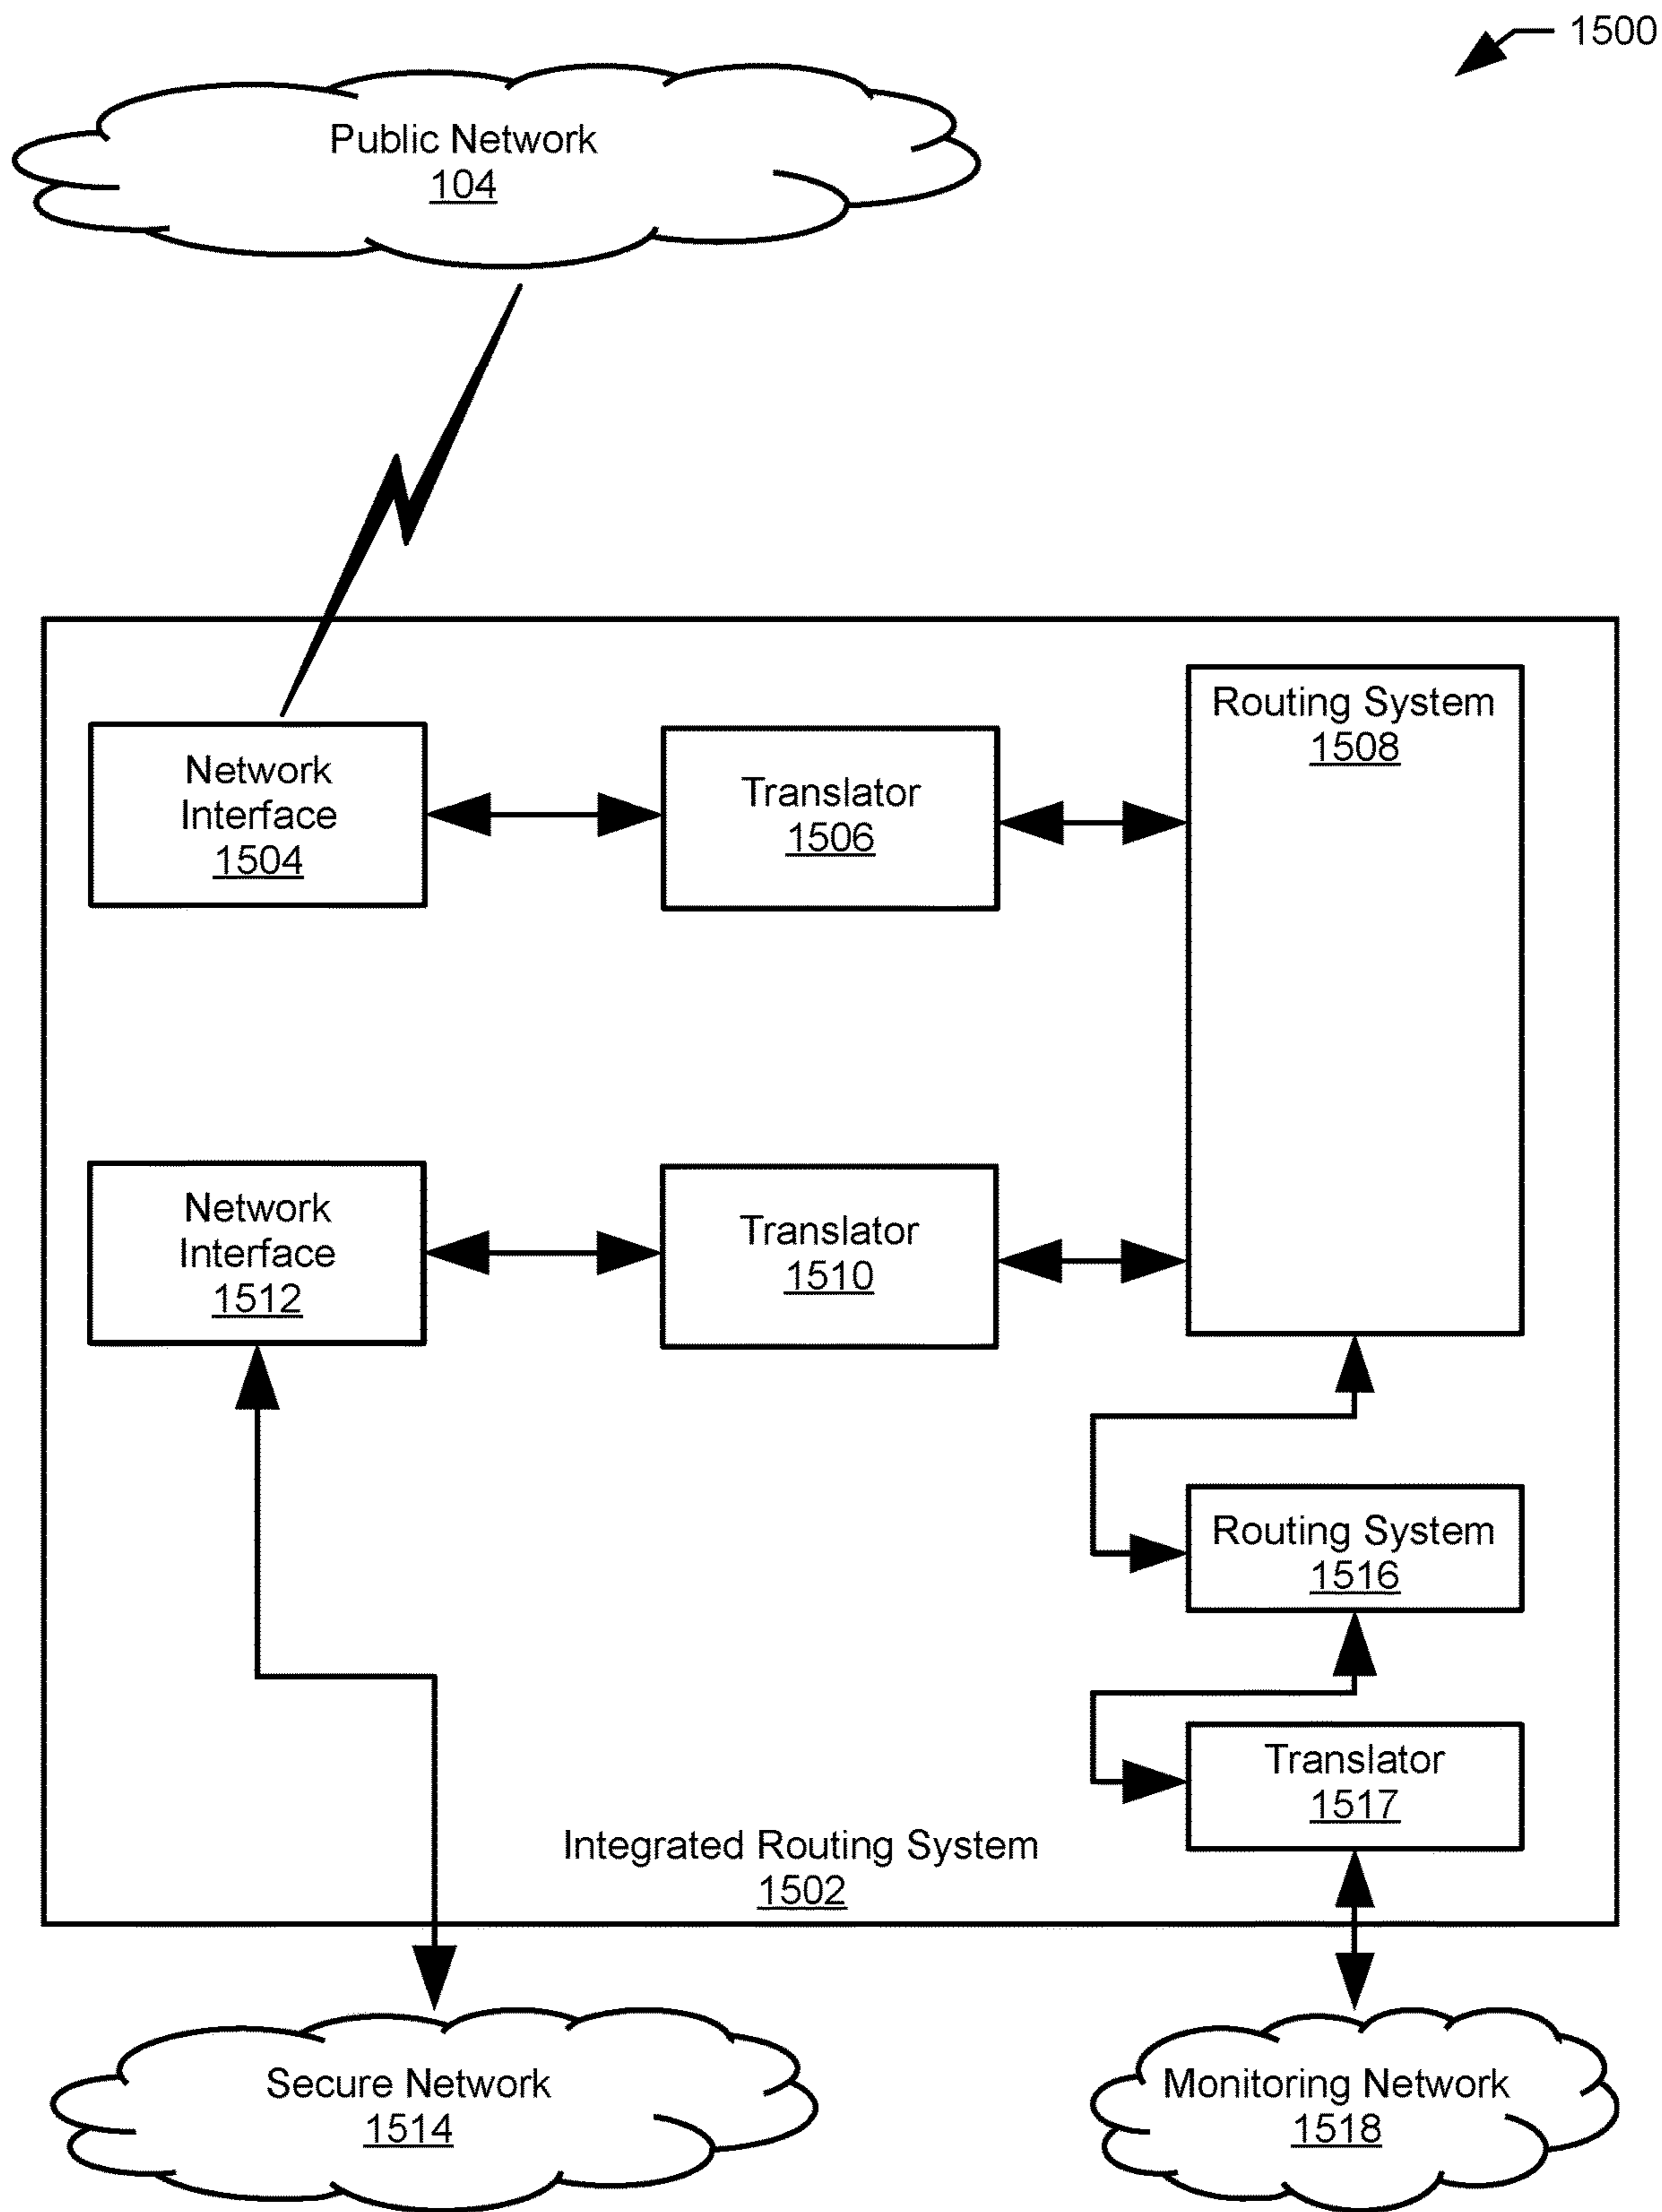 1500
Public Network
104
Network
Interface
1504
Translator
1506
Routing System
1508
Network
Interface
1512
Translator
1510
Routing System
1516
Translator
1517
Integrated Routing System
1502
Secure Network
1514
Monitoring Network
1518